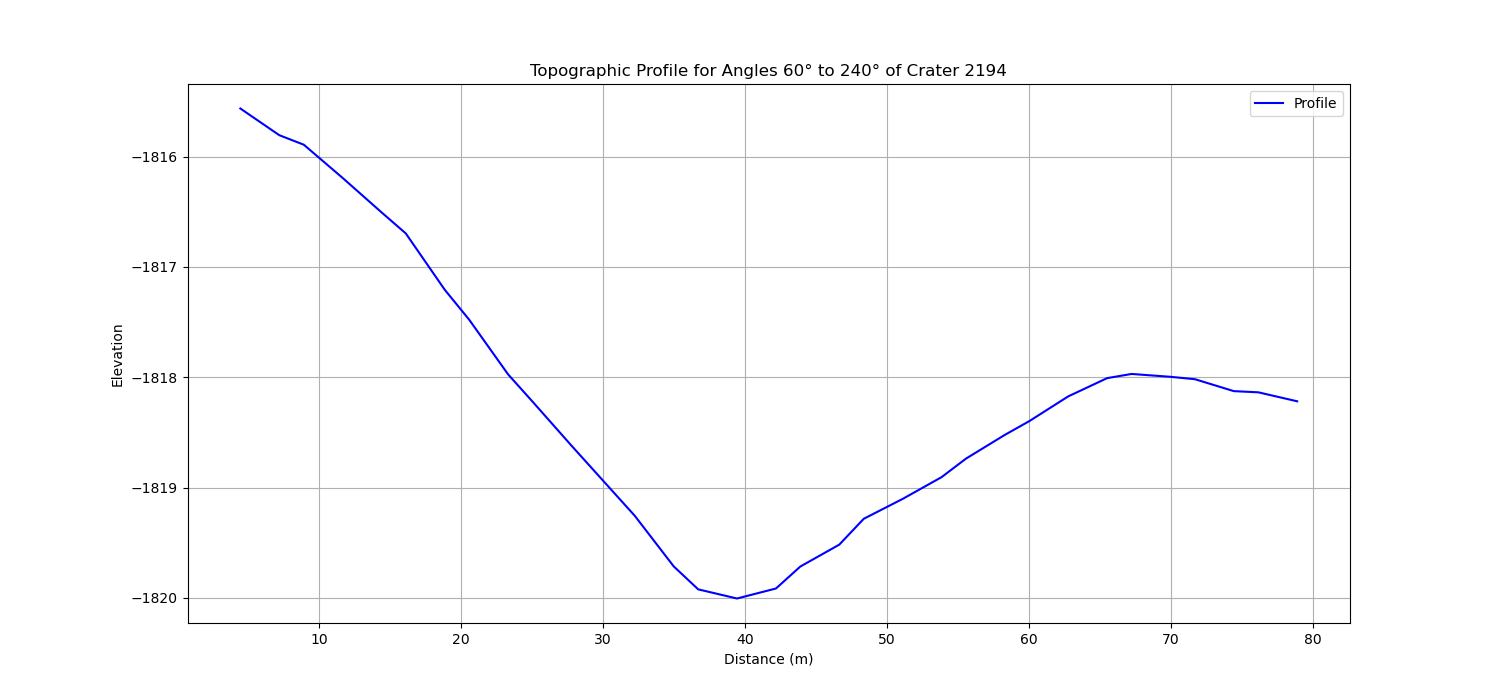 Topographic Profile for Angles 60° to 240° of Crater 2194
Profile
−1816
−1817
−1818
−1819
−1820
Elevation
10 20 30 40 50 60 70 80
Distance (m)